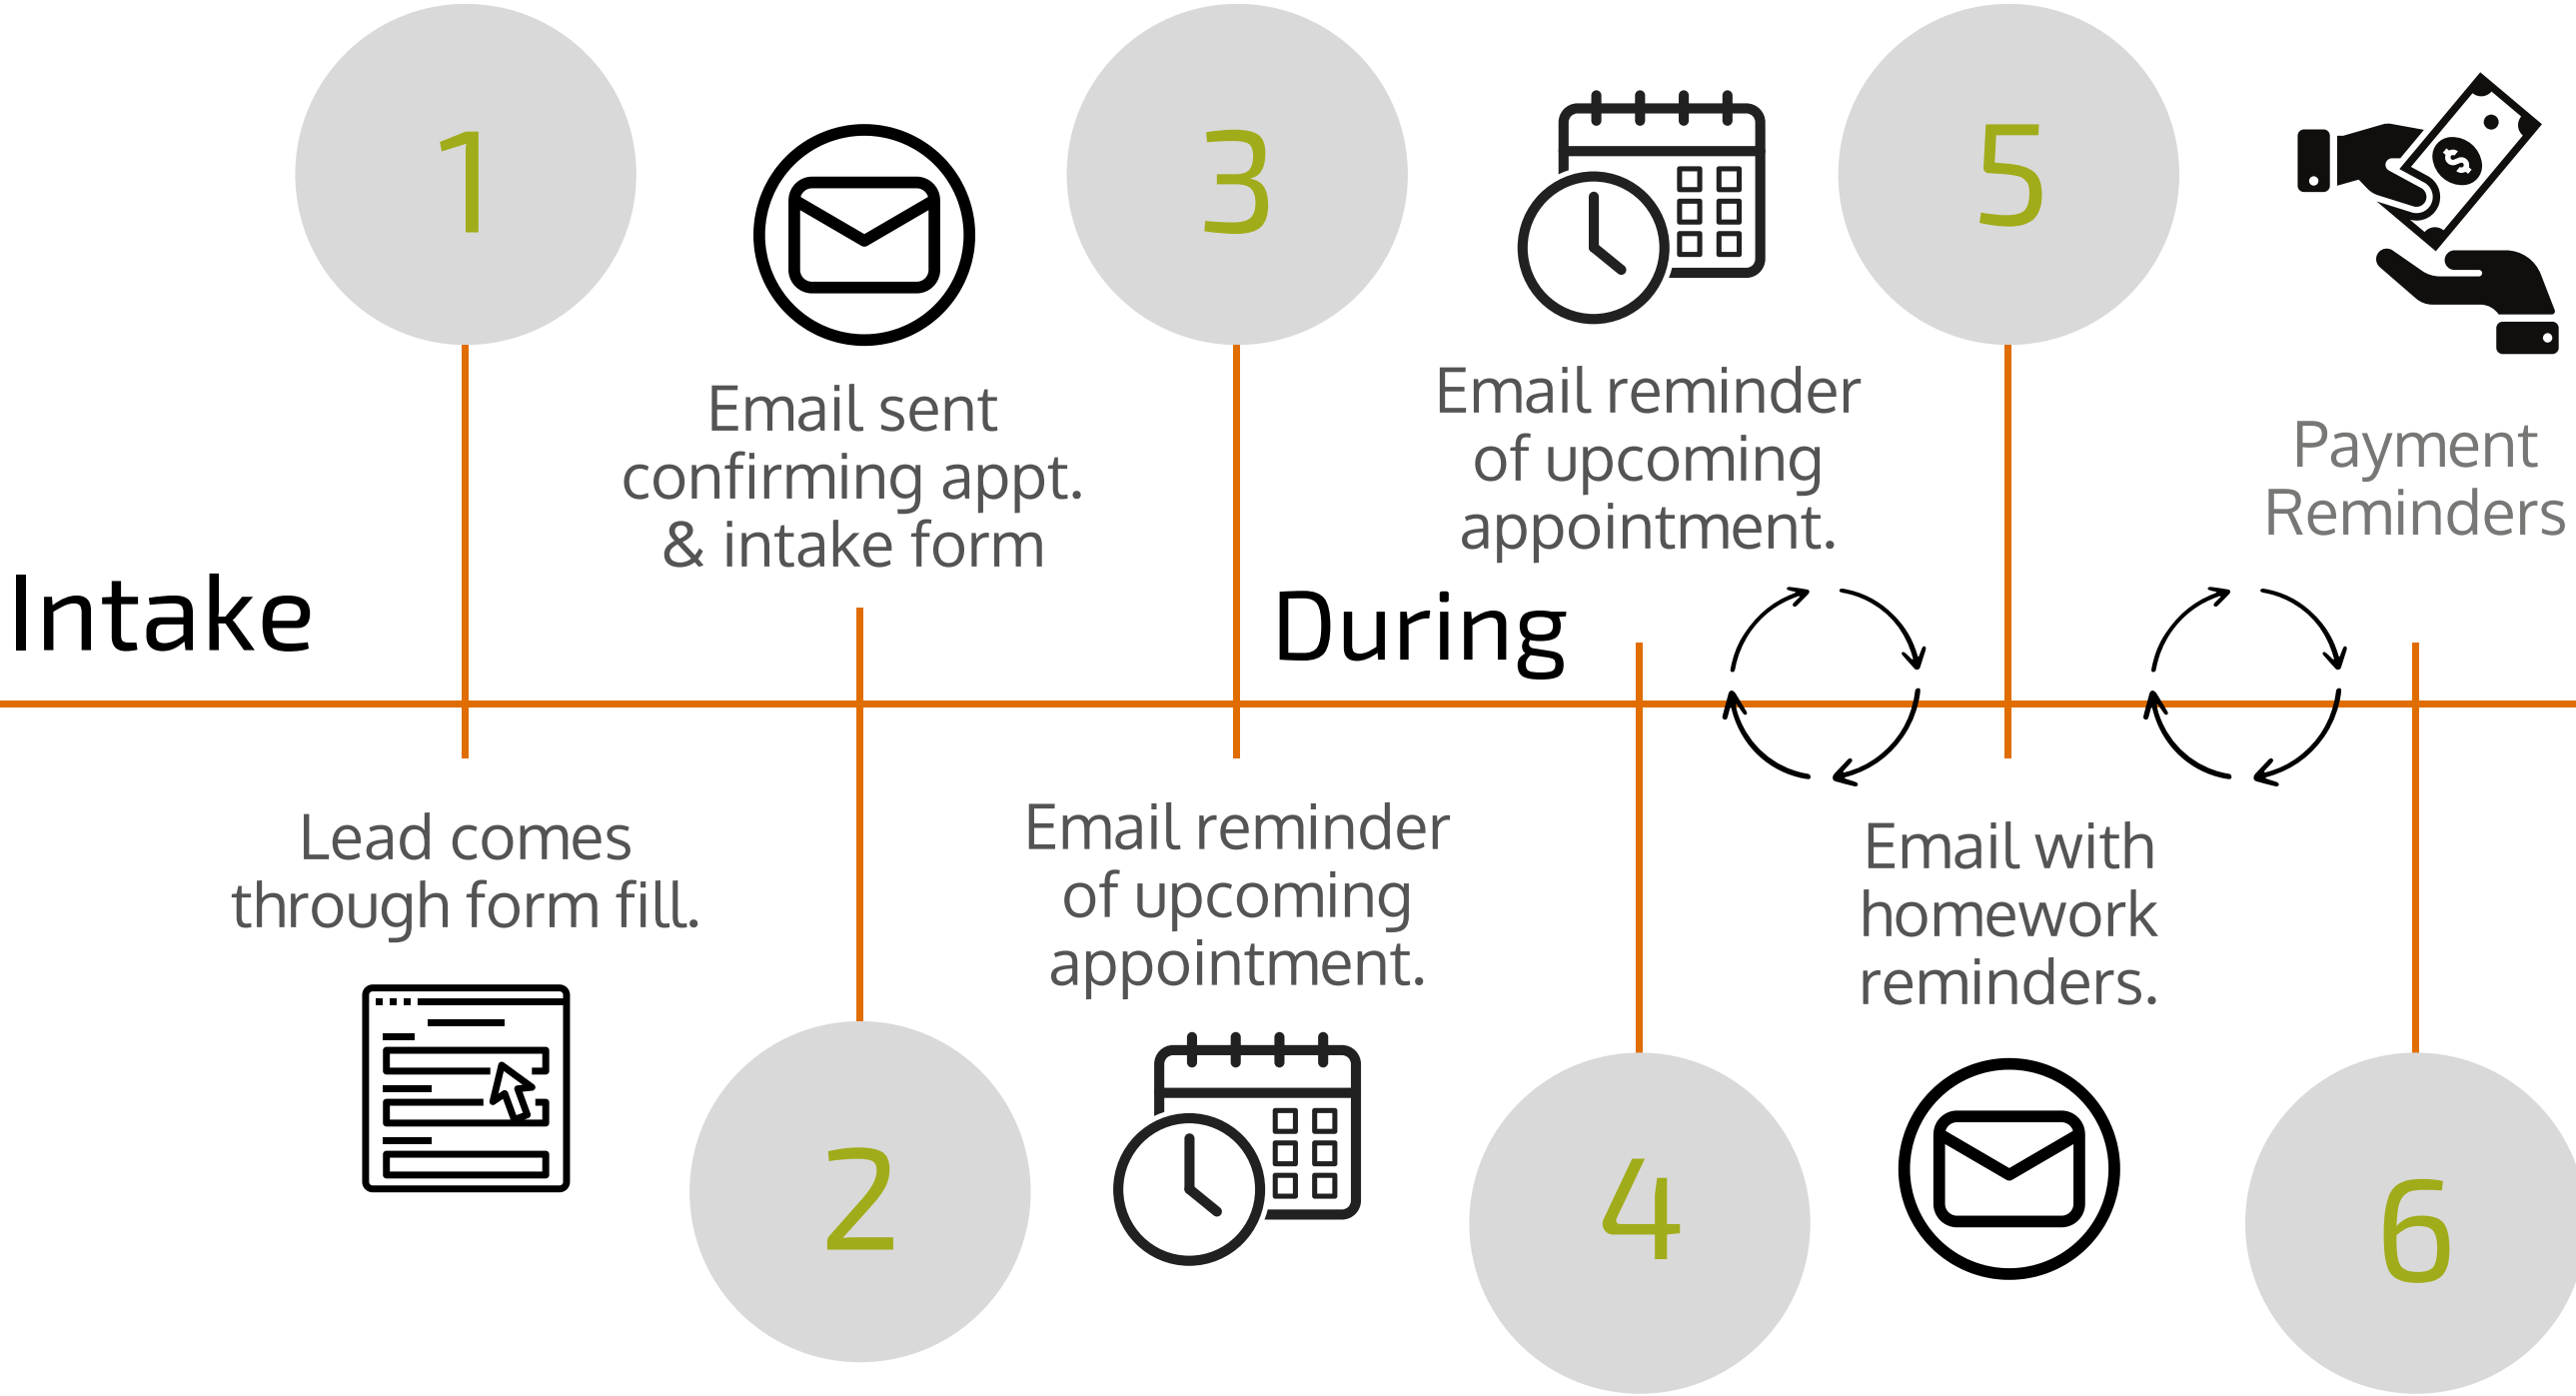 Intake
1
Lead comes
through form fill.
Email sent
confirming appt.
& intake form
2
3
Email reminder
of upcoming
appointment.
During
Email reminder
of upcoming
appointment.
4
5
Email with
homework
reminders.
$
Payment
Reminders
6